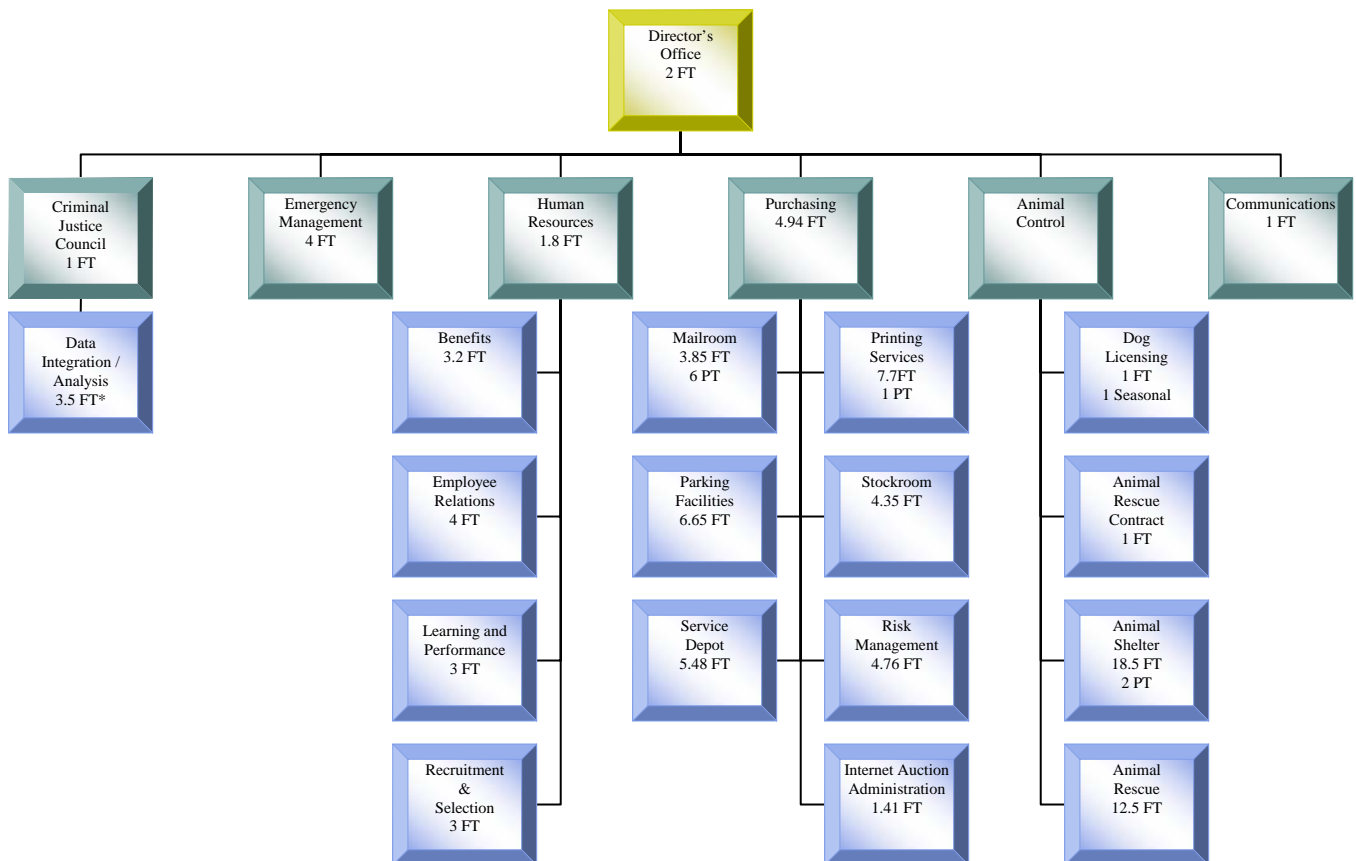 Director’s
Office
2 FT
Criminal
Justice
Council
1 FT
Emergency
Management
4 FT
Human
Resources
1.8 FT
Purchasing
4.94 FT
Animal
Control
Communications
1 FT
Data
Integration /
Analysis
3.5 FT*
Benefits
3.2 FT
Mailroom
3.85 FT
6 PT
Printing
Services
7.7FT
1 PT
Dog
Licensing
1 FT
1 Seasonal
Employee
Relations
4 FT
Parking
Facilities
6.65 FT
Stockroom
4.35 FT
Animal
Rescue
Contract
1 FT
Learning and
Performance
3 FT
Service
Depot
5.48 FT
Risk
Management
4.76 FT
Animal
Shelter
18.5 FT
2 PT
Recruitment
&
Selection
3 FT
Internet Auction
Administration
1.41 FT
Animal
Rescue
12.5 FT